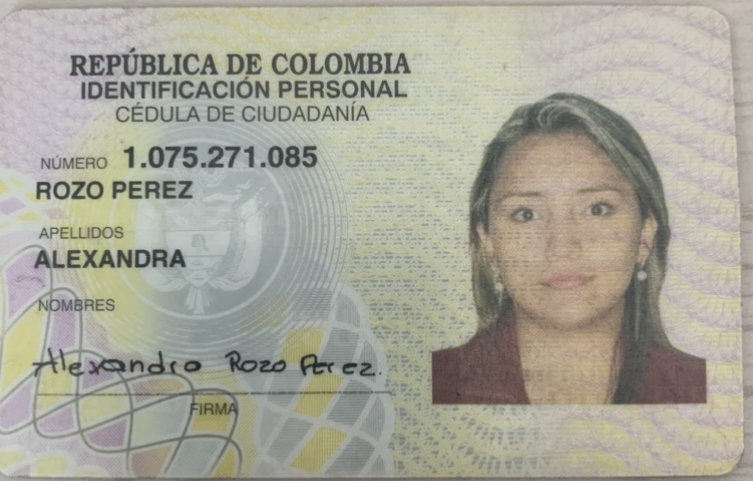 REPÚBLICA DE COLOMBIA
IDENTIFICACIÓN PERSONAL
CÉDULA DE CIUDADANÍA
NÚMERO 1.075.271.085
ROZO PEREZ
APELLIDOS
ALEXANDRA
NOMBRES
Alexandra Rozo Perez.
FIRMA